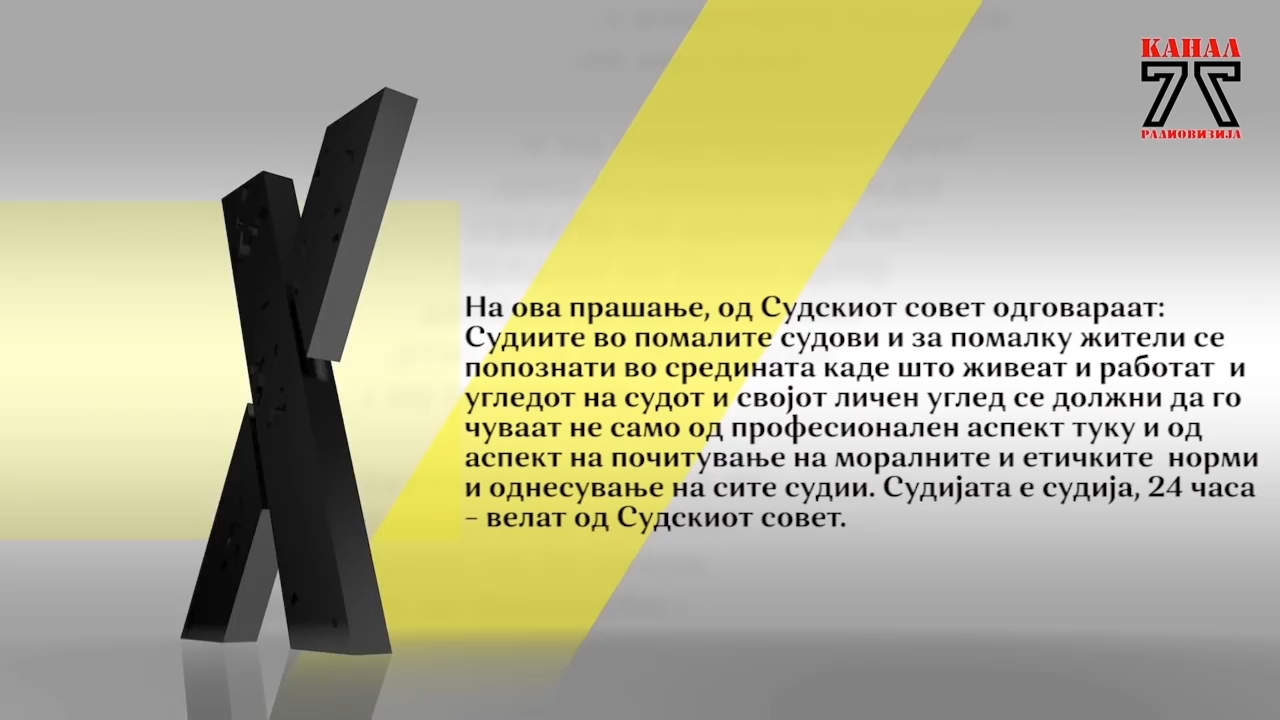 КАНАЛ
77
РАДИОВИЗИЈА
На ова прашање, од Судскиот совет одговараат:
Судиите во помалите судови и за помалку жители се
попознати во средината каде што живеат и работат и
угледот на судот и својот личен углед се должни да го
чуваат не само од професионален аспект туку и од
аспект на почитување на моралните и етичките норми
и однесување на сите судии. Судијата е судија, 24 часа
– велат од Судскиот совет.